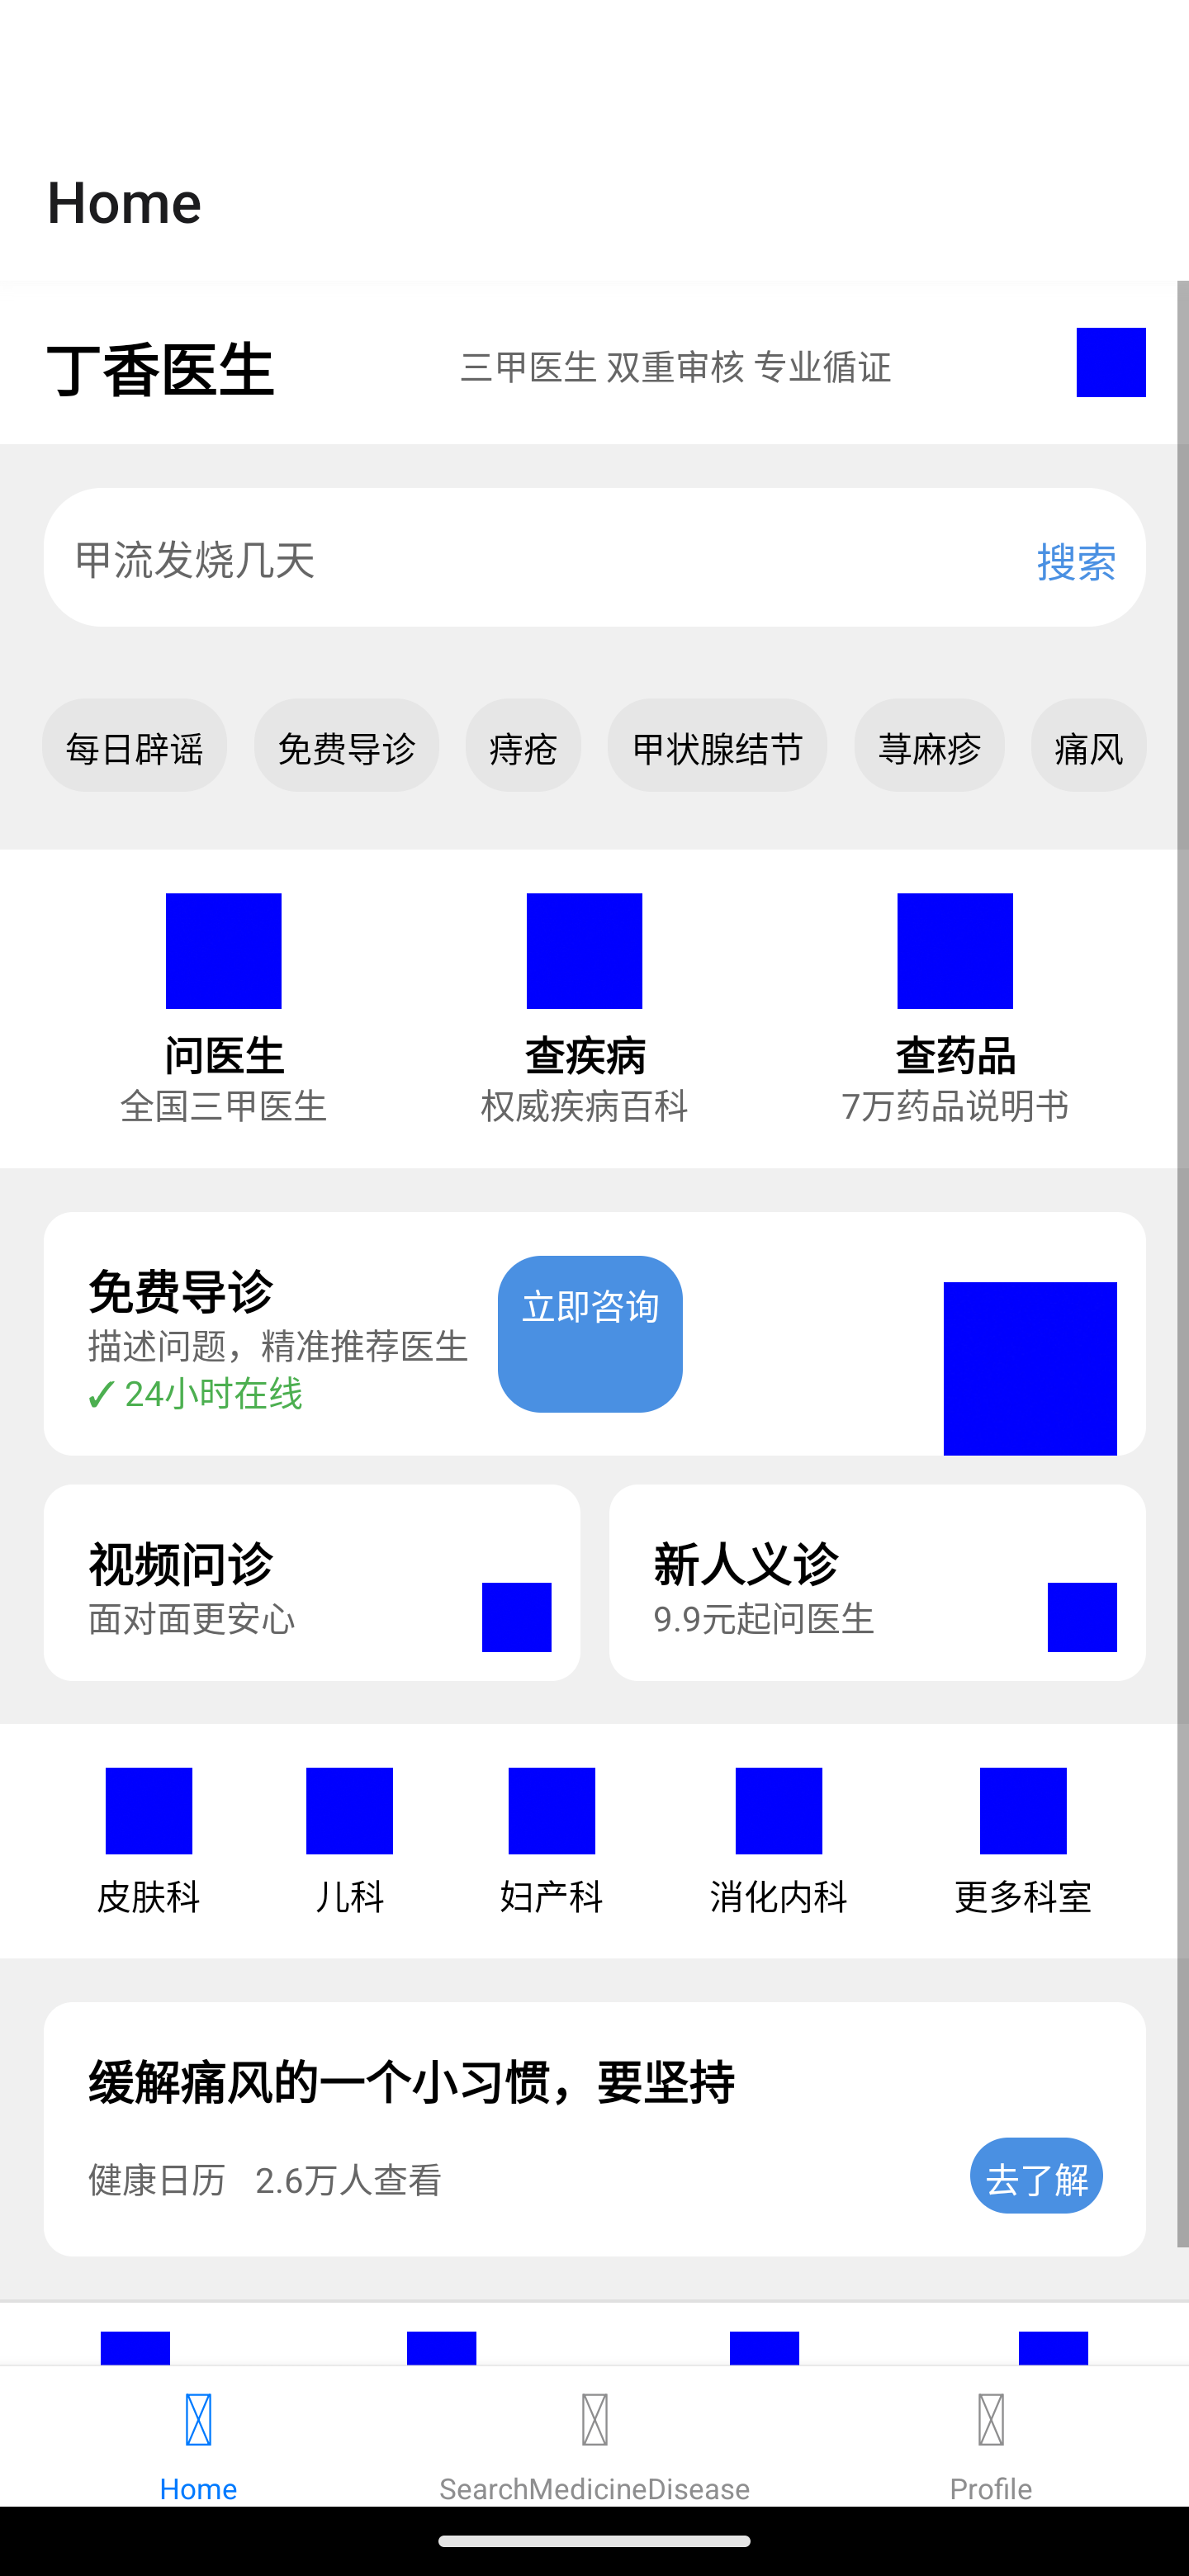 Home
丁香医生 三甲医生 双重审核 专业循证
甲流发烧几天 搜索
每日辟谣 免费导诊 痔疮 甲状腺结节 荨麻疹 痛风
问医生 查疾病 查药品
全国三甲医生 权威疾病百科 7万药品说明书
免费导诊
立即咨询
描述问题，精准推荐医生
✓ 24小时在线
视频问诊 新人义诊
面对面更安心 9.9元起问医生
皮肤科 儿科 妇产科 消化内科 更多科室
缓解痛风的一个小习惯，要坚持
健康日历 2.6万人查看 去了解
Home SearchMedicineDisease Profile